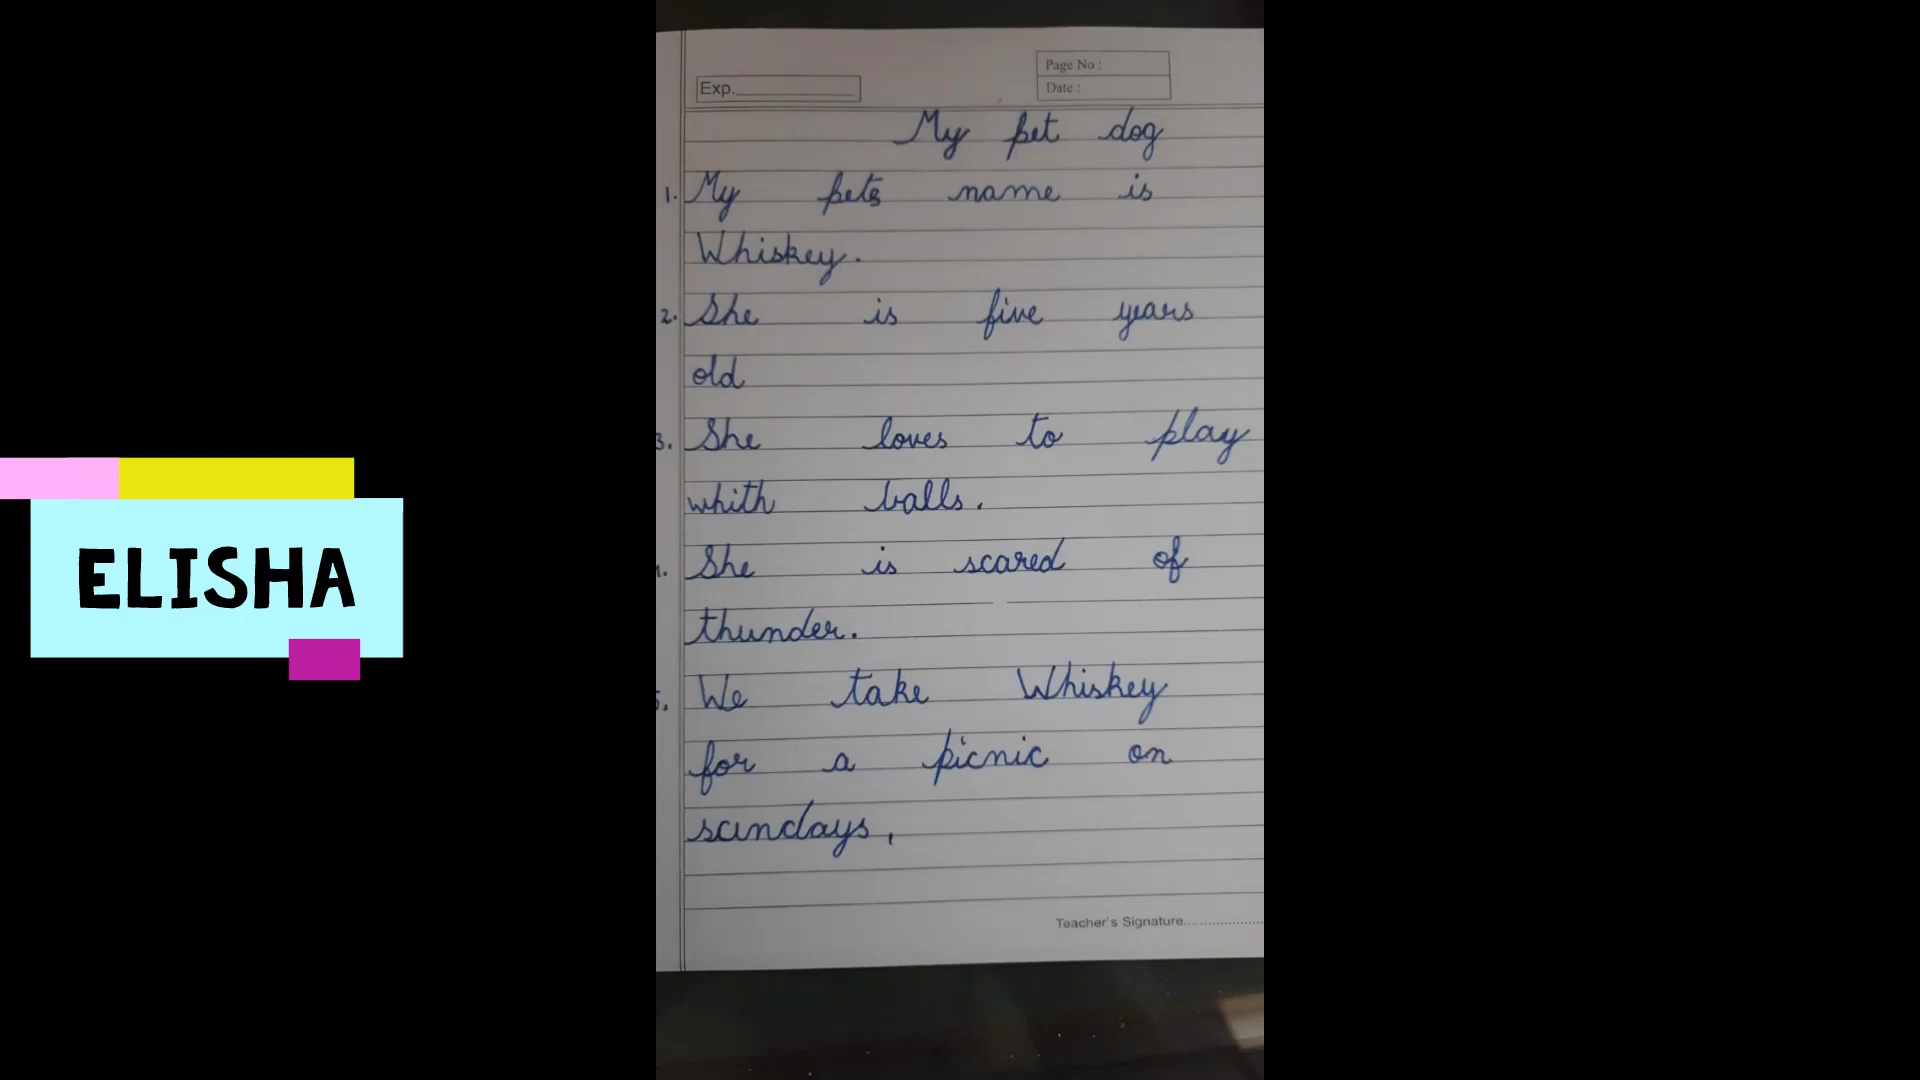 Page No :
Exp.
Date :
My pet dog
1. My pets name is
Whiskey.
2. She is five years
old
3. She loves to play
whith balls.
She is scared of
thunder.
5. We take Whiskey
for a picnic on
sundays.
Teacher's Signature....................
ELISHA